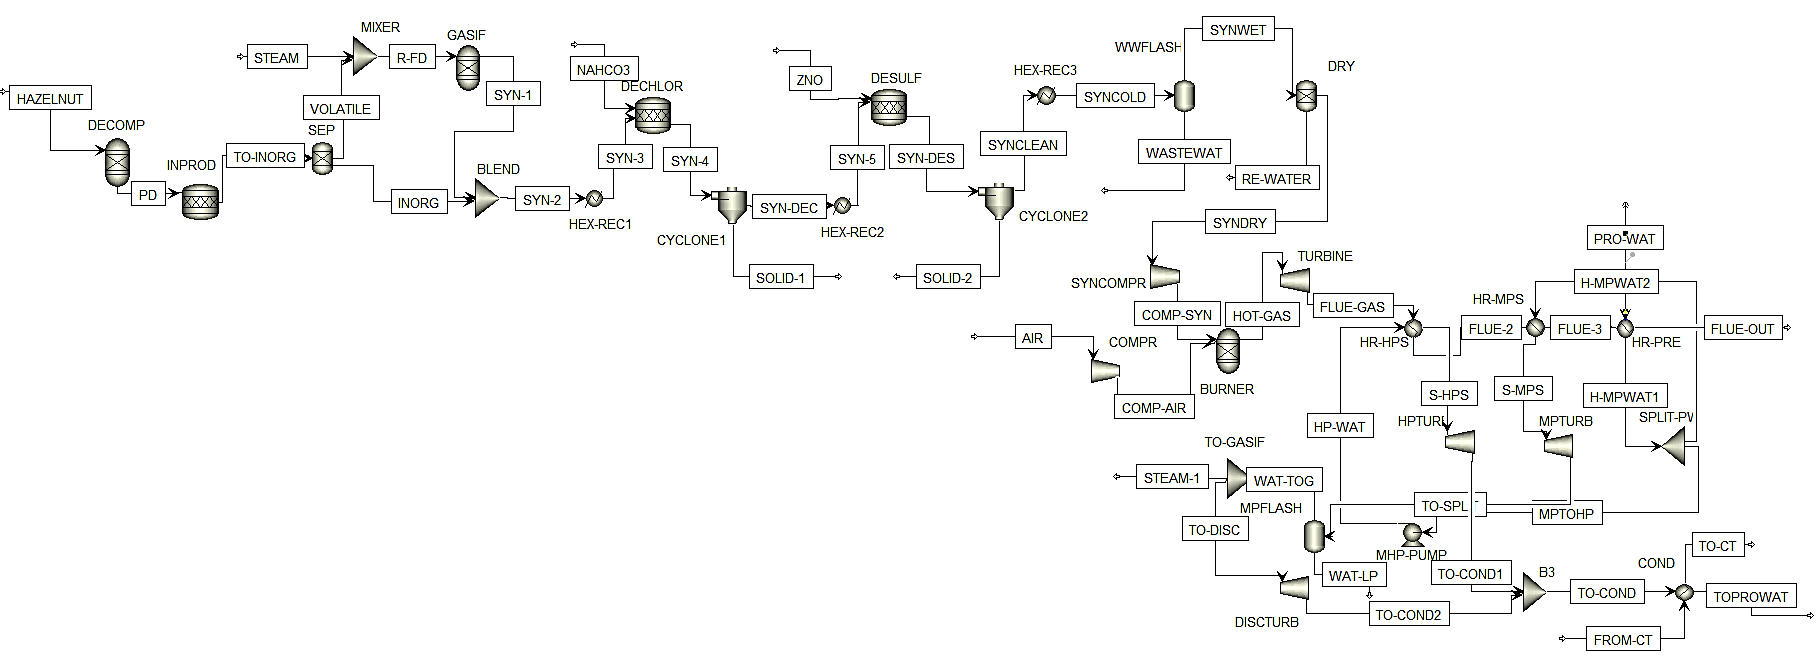 MIXER
GASIF
STEAM
R-FD
SYN-1
HAZELNUT
VOLATILE
DECOMP
SEP
INPROD
TO-INORG
PD
BLEND
INORG
SYN-2
HEX-REC1
NAHCO3
DECHLOR
SYN-3
SYN-4
CYCLONE1
SYN-DEC
HEX-REC2
SOLID-1
ZNO
DESULF
SYN-5
SYN-DES
CYCLONE2
SOLID-2
SYNCLEAN
HEX-REC3
SYNCOLD
WWFLASH
SYNWET
DRY
WASTEWAT
RE-WATER
SYNDRY
SYNCOMPR
COMP-SYN
HOT-GAS
TURBINE
FLUE-GAS
AIR
COMPR
BURNER
COMP-AIR
PRO-WAT
H-MPWAT2
HR-MPS
HR-HPS
FLUE-2
FLUE-3
FLUE-OUT
HR-PRE
S-HPS
S-MPS
H-MPWAT1
HP-WAT
MPTURB
SPLIT-PW
TO-GASIF
STEAM-1
WAT-TOG
MPFLASH
MPTOHP
TO-DISC
MHP-PUMP
WAT-LP
TO-COND1
B3
TO-COND
COND
TO-CT
TOPROWAT
DISCTURB
TO-COND2
FROM-CT